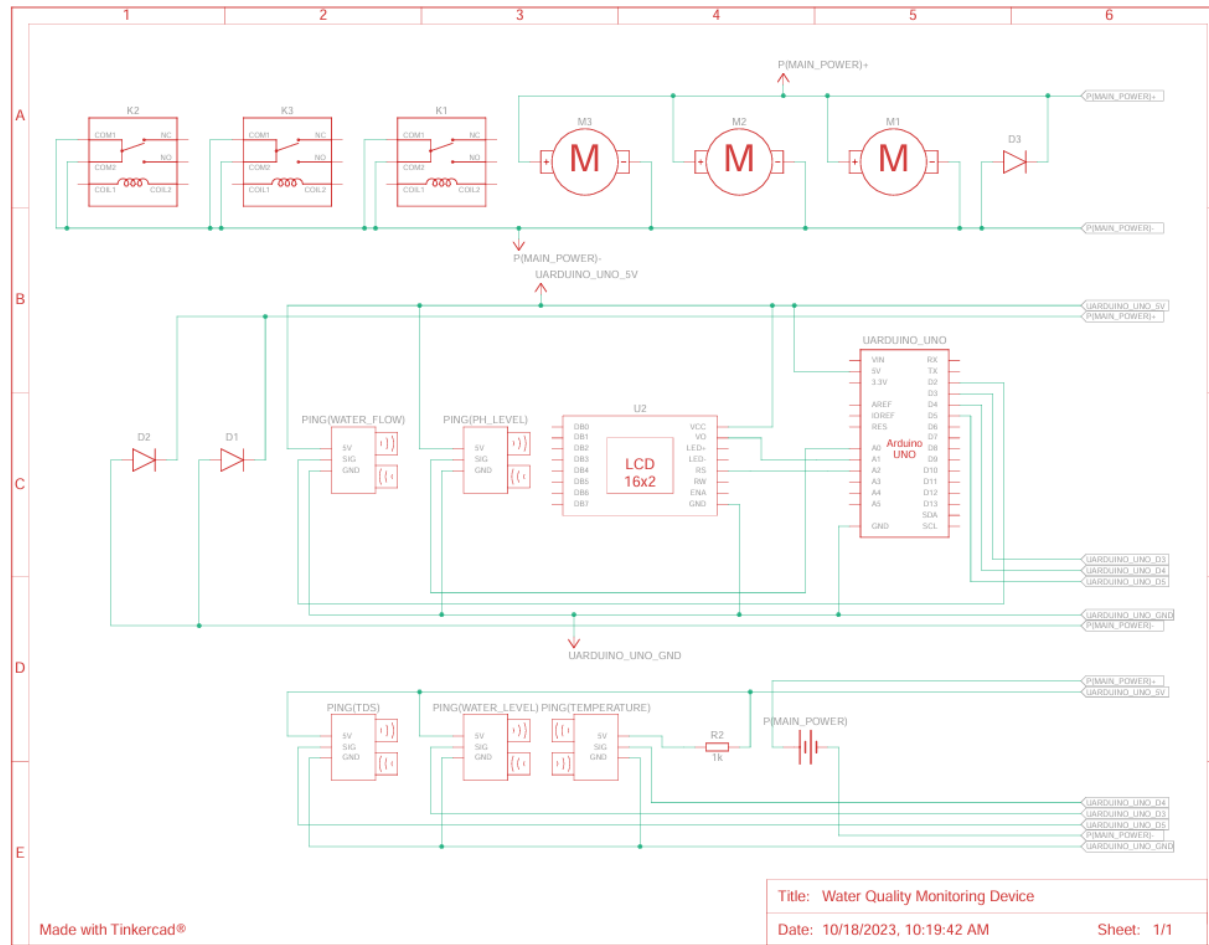 1 2 3 4 5 6
A
B
C
D
E
K2
COM1 NC
NO
COM2
COIL1 COIL2
K3
COM1 NC
NO
COM2
COIL1 COIL2
K1
COM1 NC
NO
COM2
COIL1 COIL2
P(MAIN_POWER)+
P(MAIN_POWER)+
M3
+ M -
M2
+ M -
M1
+ M -
D3
P(MAIN_POWER)-
P(MAIN_POWER)-
UARDUINO_UNO_5V
UARDUINO_UNO_5V
P(MAIN_POWER)+
D2
D1
PING(WATER_FLOW)
5V
SIG
GND
PING(PH_LEVEL)
5V
SIG
GND
U2
DB0 VCC
DB1 VO
DB2 LED+
DB3 LED-
DB4 RS
DB5 RW
DB6 ENA
DB7 GND
LCD
16x2
UARDUINO_UNO
VIN RX
5V TX
3.3V D2
D3
AREF D4
IOREF D5
RES D6
D7
A0 D8
A1 D9
A2 D10
A3 D11
A4 D12
A5 D13
SDA
GND SCL
Arduino
UNO
UARDUINO_UNO_D3
UARDUINO_UNO_D4
UARDUINO_UNO_D5
UARDUINO_UNO_GND
P(MAIN_POWER)-
UARDUINO_UNO_GND
P(MAIN_POWER)+
UARDUINO_UNO_5V
PING(TDS)
5V
SIG
GND
PING(WATER_LEVEL)
5V
SIG
GND
PING(TEMPERATURE)
5V
SIG
GND
R2
1k
P(MAIN_POWER)
UARDUINO_UNO_D4
UARDUINO_UNO_D3
UARDUINO_UNO_D5
P(MAIN_POWER)-
UARDUINO_UNO_GND
Made with Tinkercad®
Title: Water Quality Monitoring Device
Date: 10/18/2023, 10:19:42 AM Sheet: 1/1